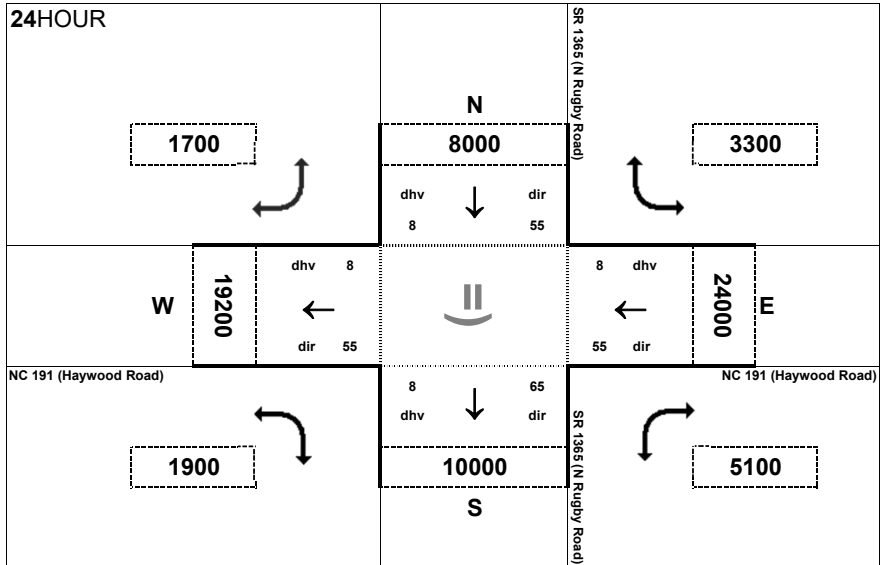 24HOUR
SR 1365 (N Rugby Road)
N
1700
8000
3300
dhv dir
8 55
dhv 8
8 dhv
W
19200
24000
E
dir 55
55 dir
NC 191 (Haywood Road)
NC 191 (Haywood Road)
8 65
dhv dir
SR 1365 (N Rugby Road)
1900
10000
5100
S